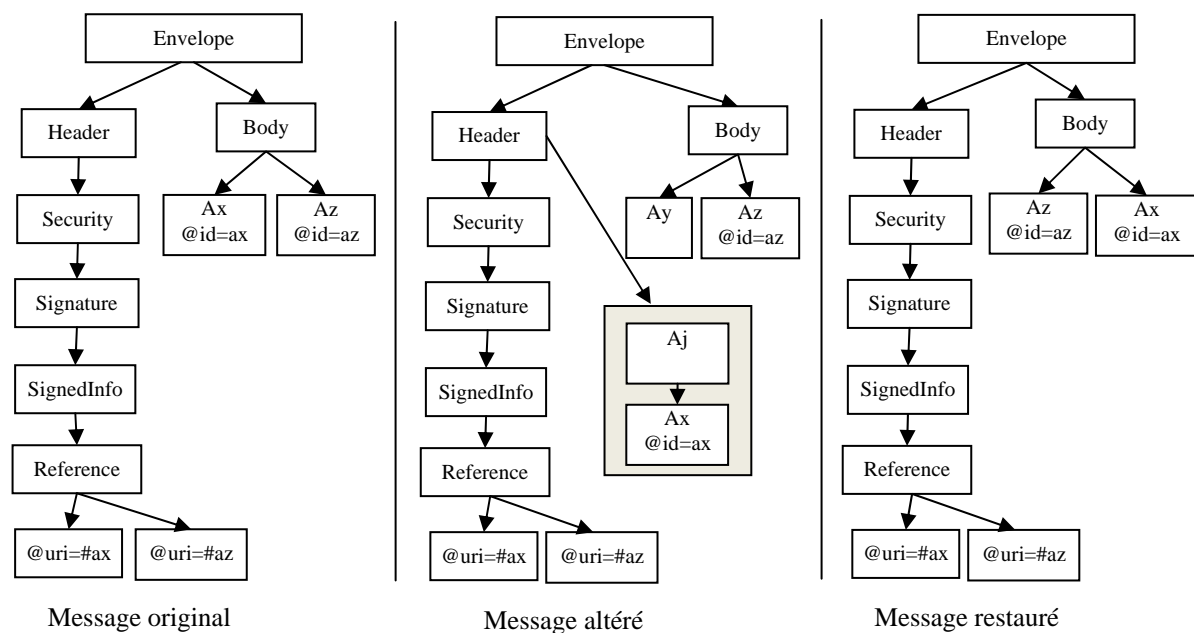 Envelope
Header
Body
Security
Ax
@id=ax
Az
@id=az
Signature
SignedInfo
Reference
@uri=#ax
@uri=#az
Message original
Envelope
Header
Body
Security
Ay
Az
@id=az
Signature
Aj
SignedInfo
Ax
@id=ax
Reference
@uri=#ax
@uri=#az
Message altéré
Envelope
Header
Body
Security
Az
@id=az
Ax
@id=ax
Signature
SignedInfo
Reference
@uri=#ax
@uri=#az
Message restauré